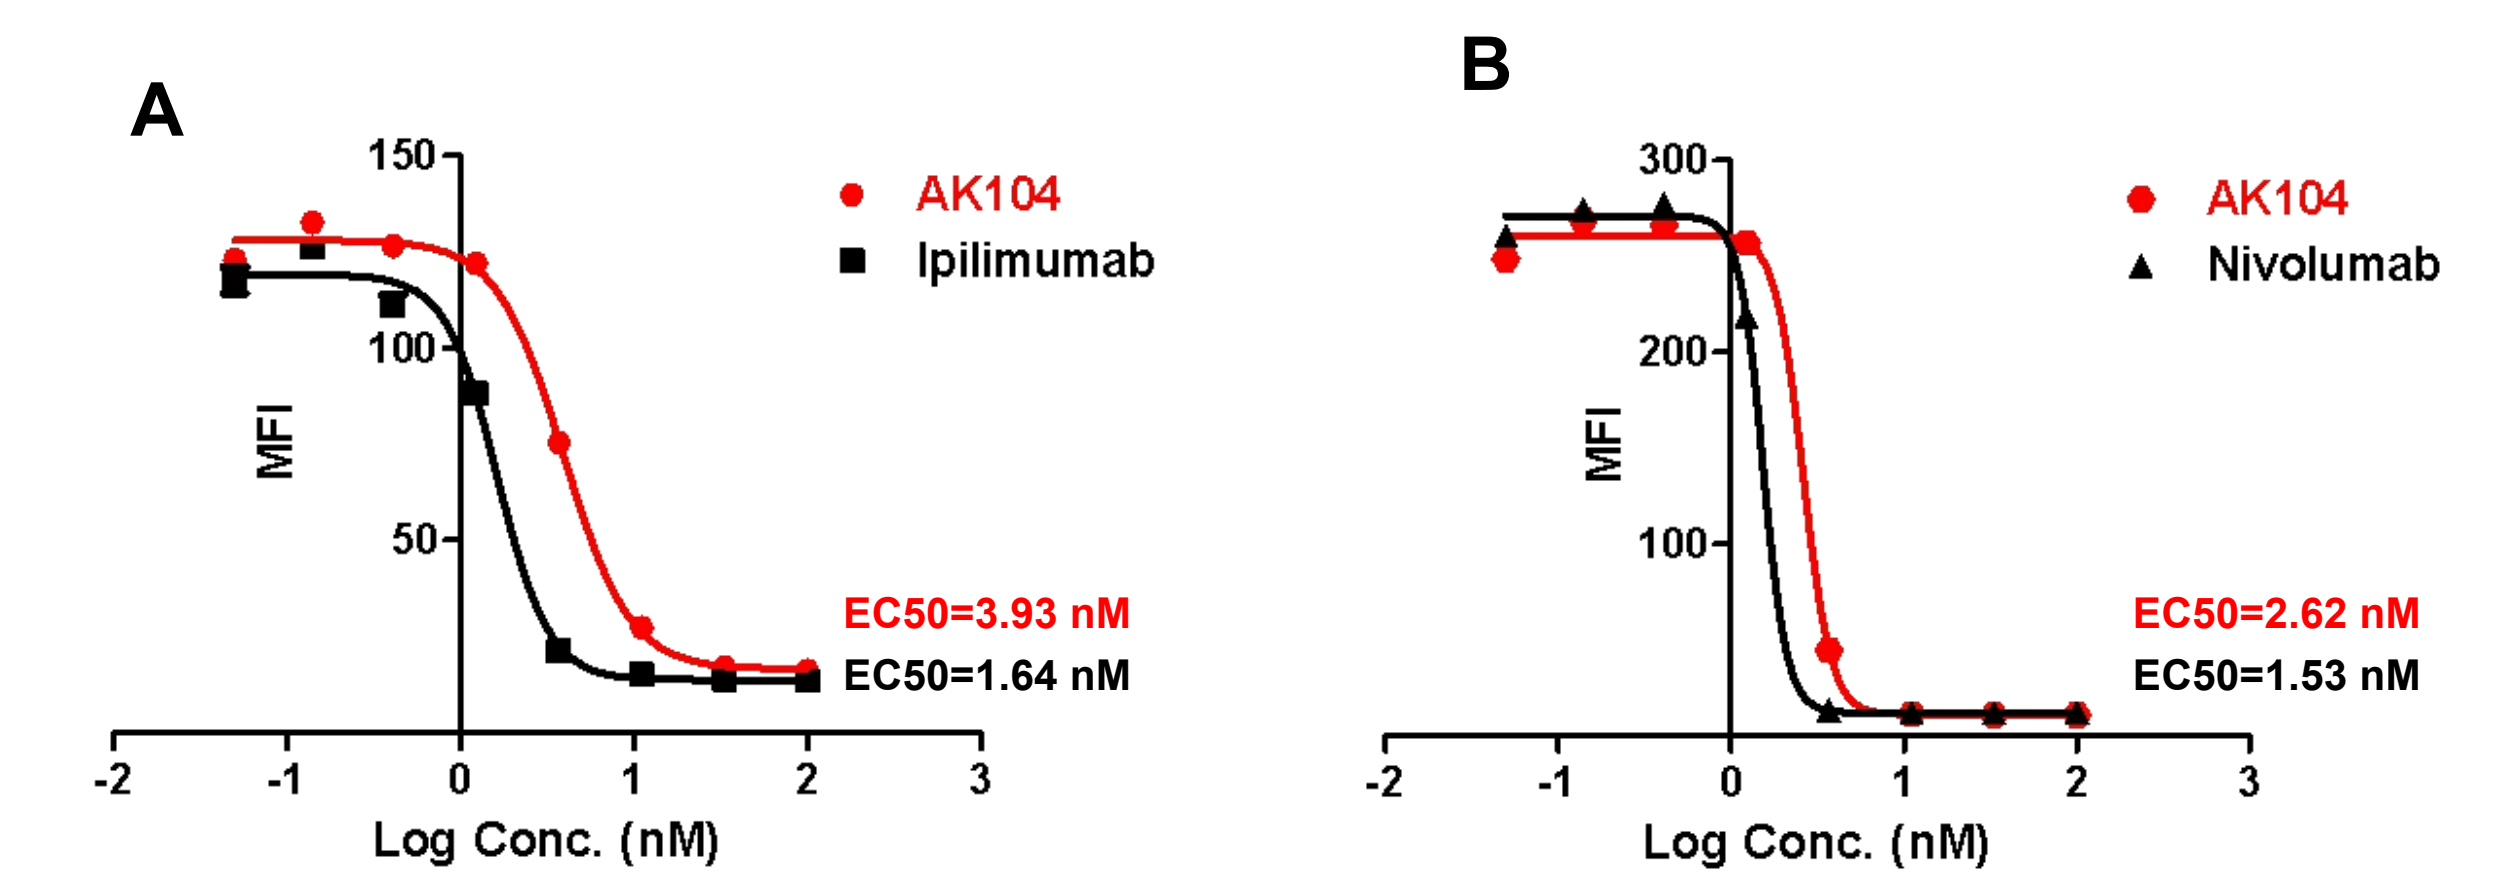 A
150
100
50
MFI
AK104
Ipilimumab
EC50=3.93 nM
EC50=1.64 nM
-2 -1 0 1 2 3
Log Conc. (nM)
B
300
200
100
MFI
AK104
Nivolumab
EC50=2.62 nM
EC50=1.53 nM
-2 -1 0 1 2 3
Log Conc. (nM)